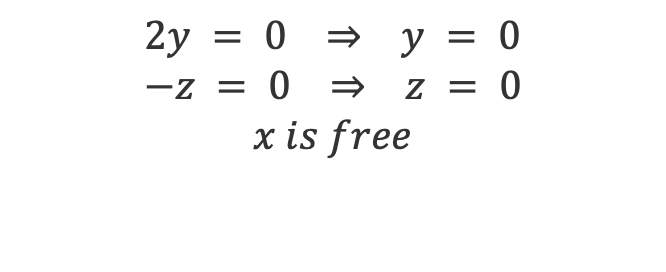 2y = 0 ⇒ y = 0
−z = 0 ⇒ z = 0
x is free